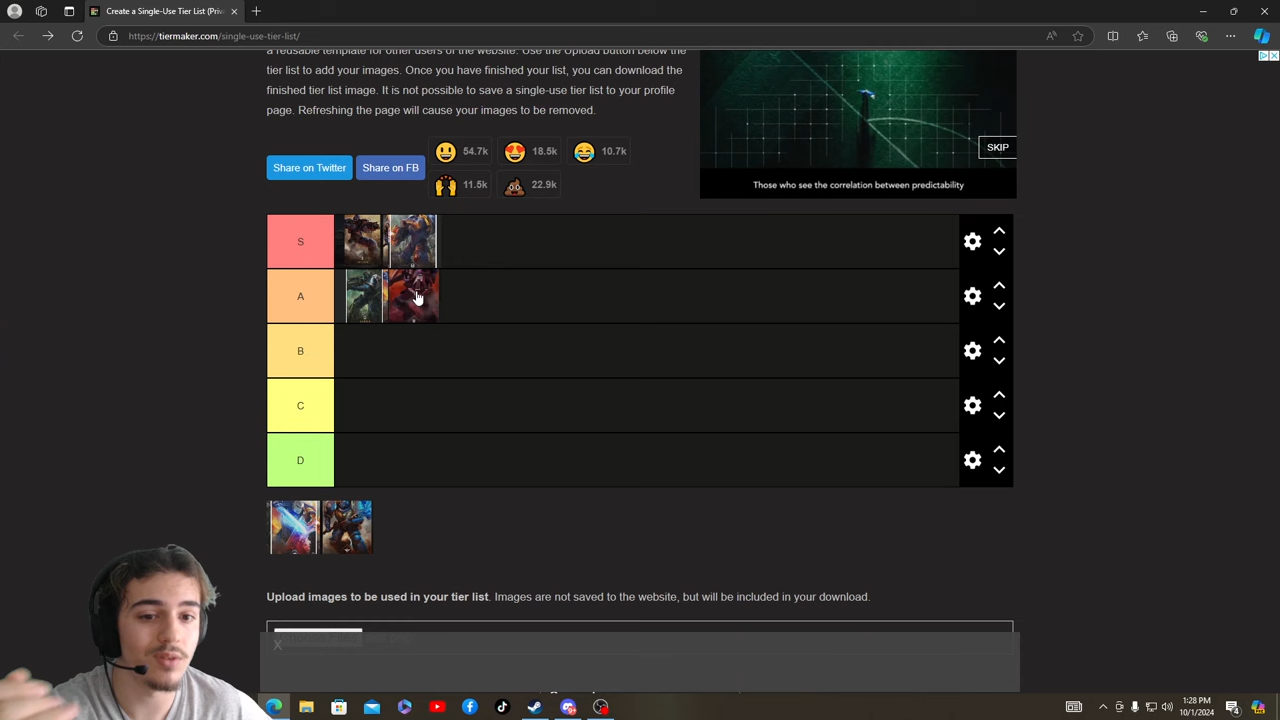 Create a Single-Use Tier List (Priv
https://tiermaker.com/single-use-tier-list/
a reusable template for other users of the website. Use the Upload button below the
tier list to add your images. Once you have finished your list, you can download the
finished tier list image. It is not possible to save a single-use tier list to your profile
page. Refreshing the page will cause your images to be removed.
SKIP
Those who see the correlation between predictability
Share on Twitter
Share on FB
54.7k
18.5k
10.7k
11.5k
22.9k
S
A
B
C
D
Upload images to be used in your tier list. Images are not saved to the website, but will be included in your download.
X
1:28 PM
10/1/2024